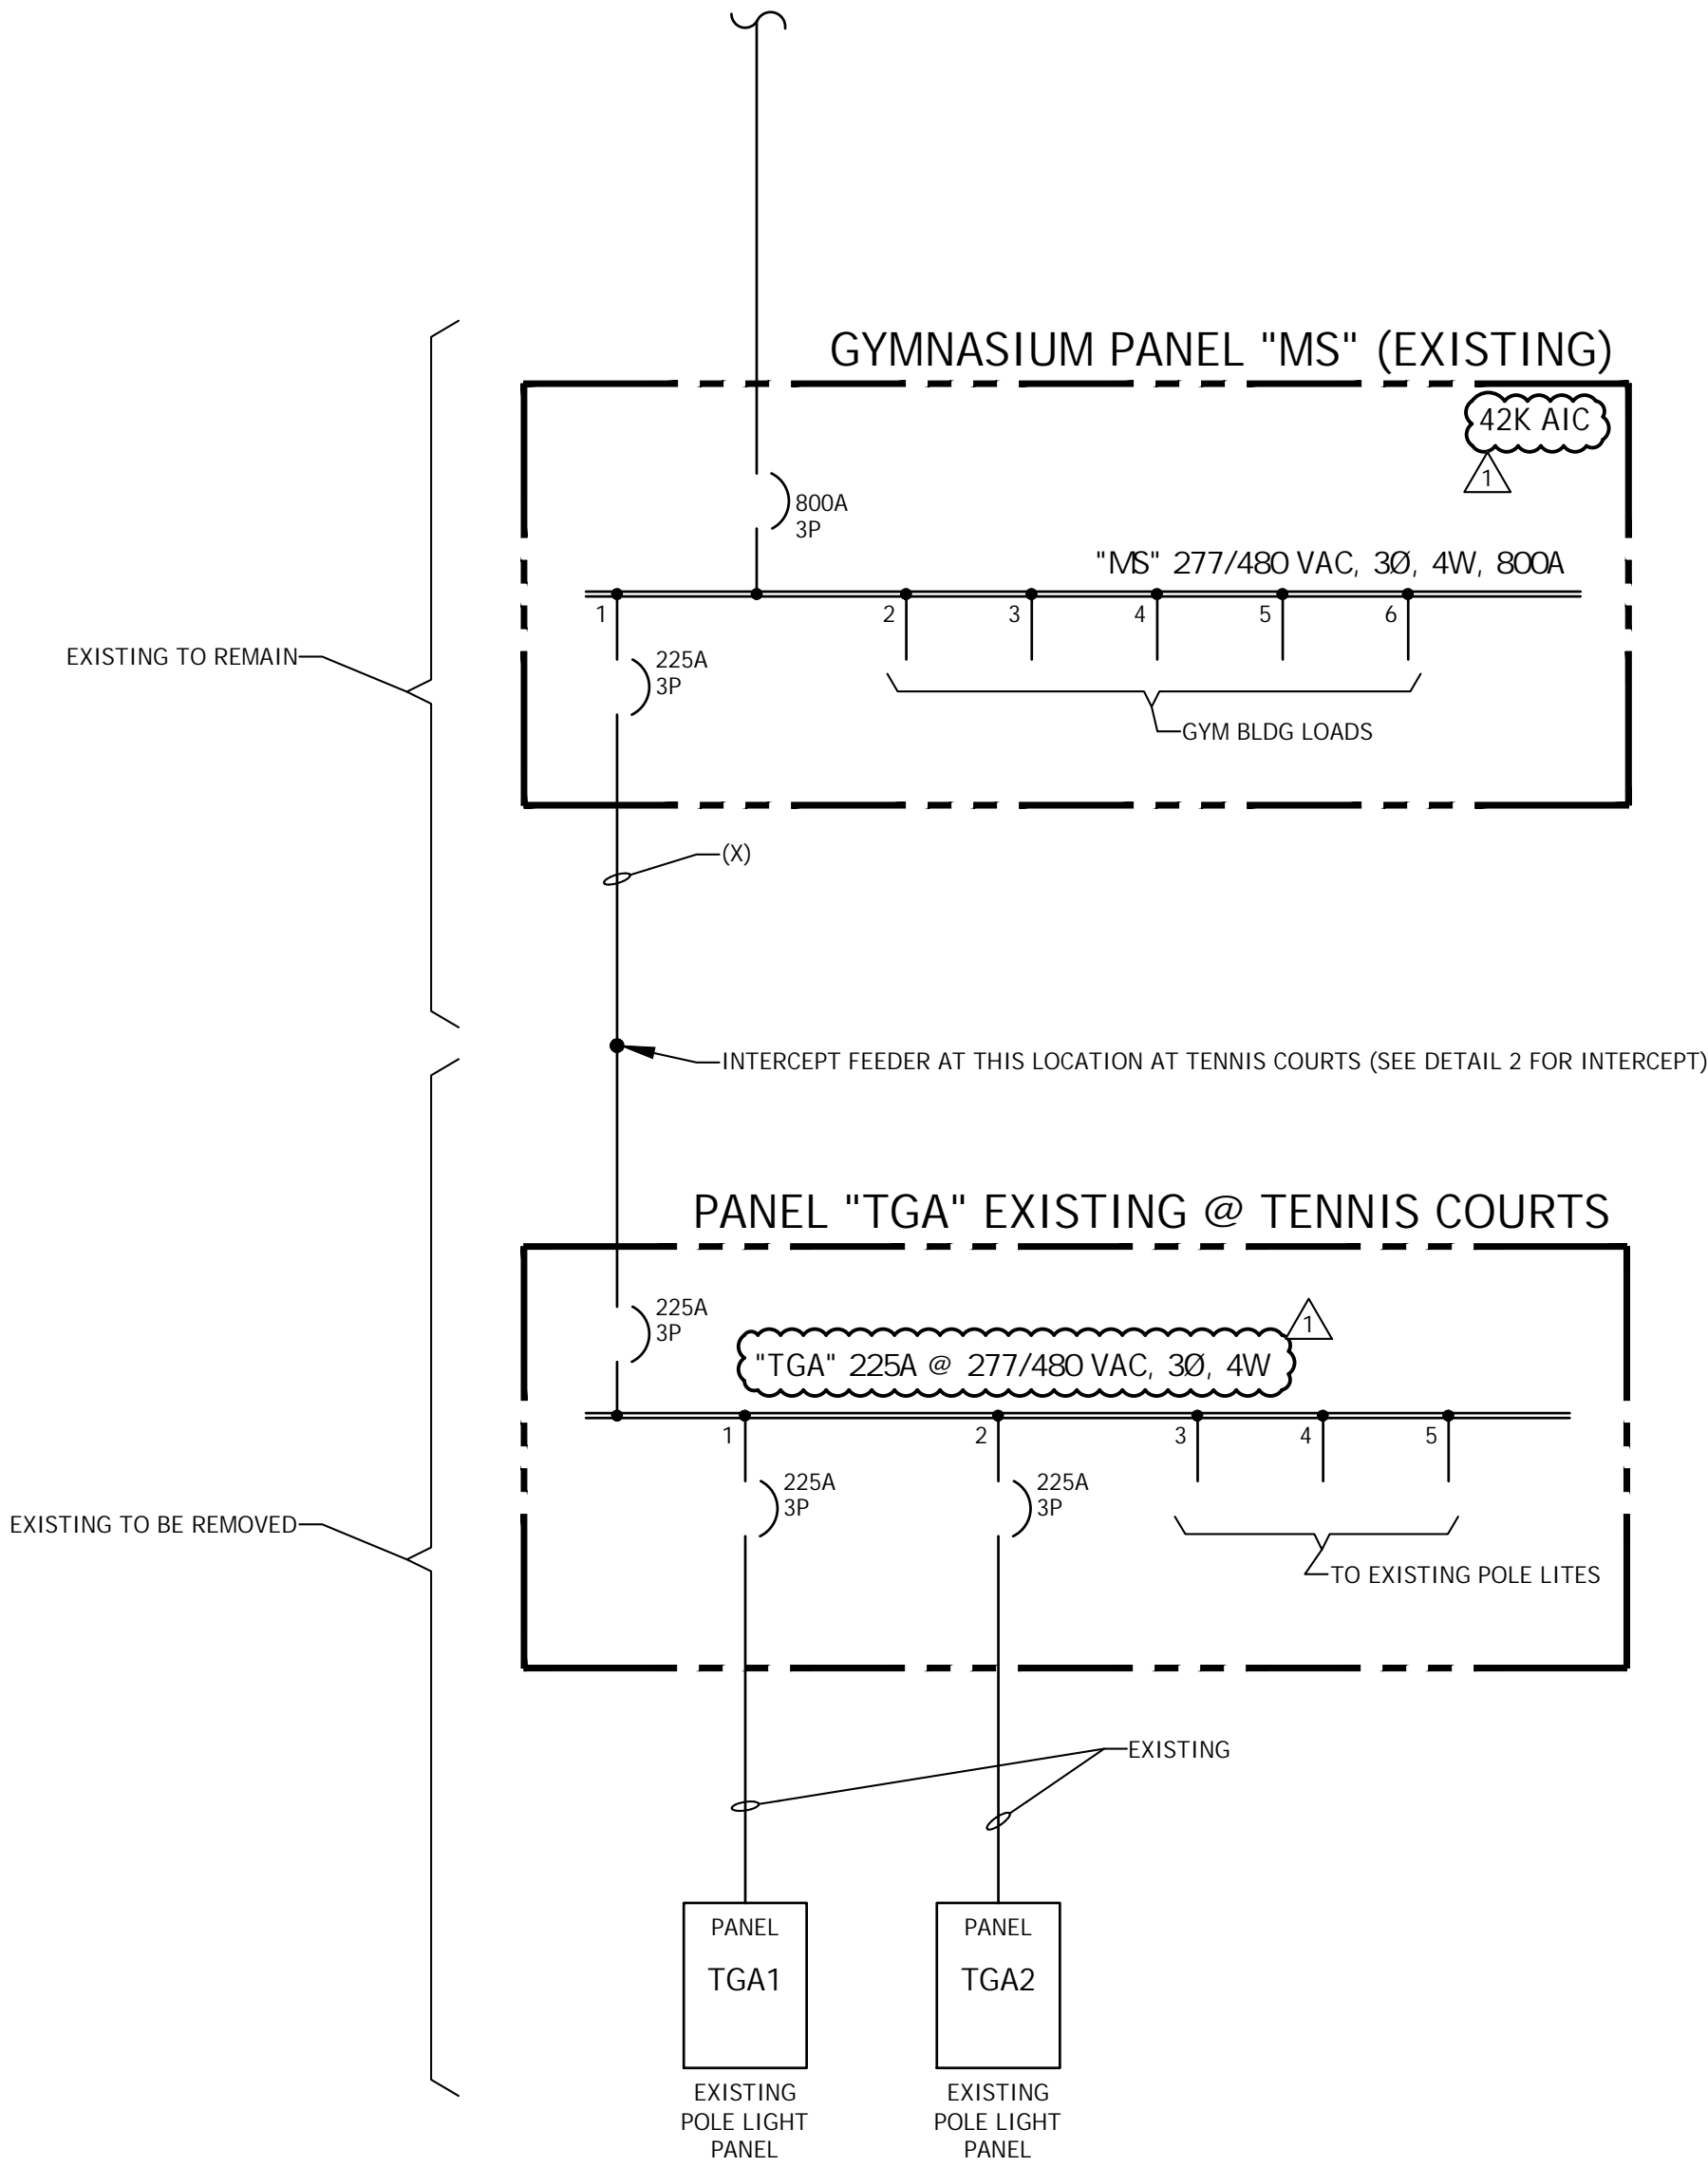 GYMNASIUM PANEL "MS" (EXISTING)
42K AIC
1
800A
3P
"MS" 277/480 VAC, 3Ø, 4W, 800A
1
2
3
4
5
6
EXISTING TO REMAIN
225A
3P
GYM BLDG LOADS
(X)
INTERCEPT FEEDER AT THIS LOCATION AT TENNIS COURTS (SEE DETAIL 2 FOR INTERCEPT)
PANEL "TGA" EXISTING @ TENNIS COURTS
225A
3P
1
"TGA" 225A @ 277/480 VAC, 3Ø, 4W
1
2
3
4
5
225A
3P
225A
3P
EXISTING TO BE REMOVED
TO EXISTING POLE LITES
EXISTING
PANEL
TGA1
PANEL
TGA2
EXISTING
POLE LIGHT
PANEL
EXISTING
POLE LIGHT
PANEL